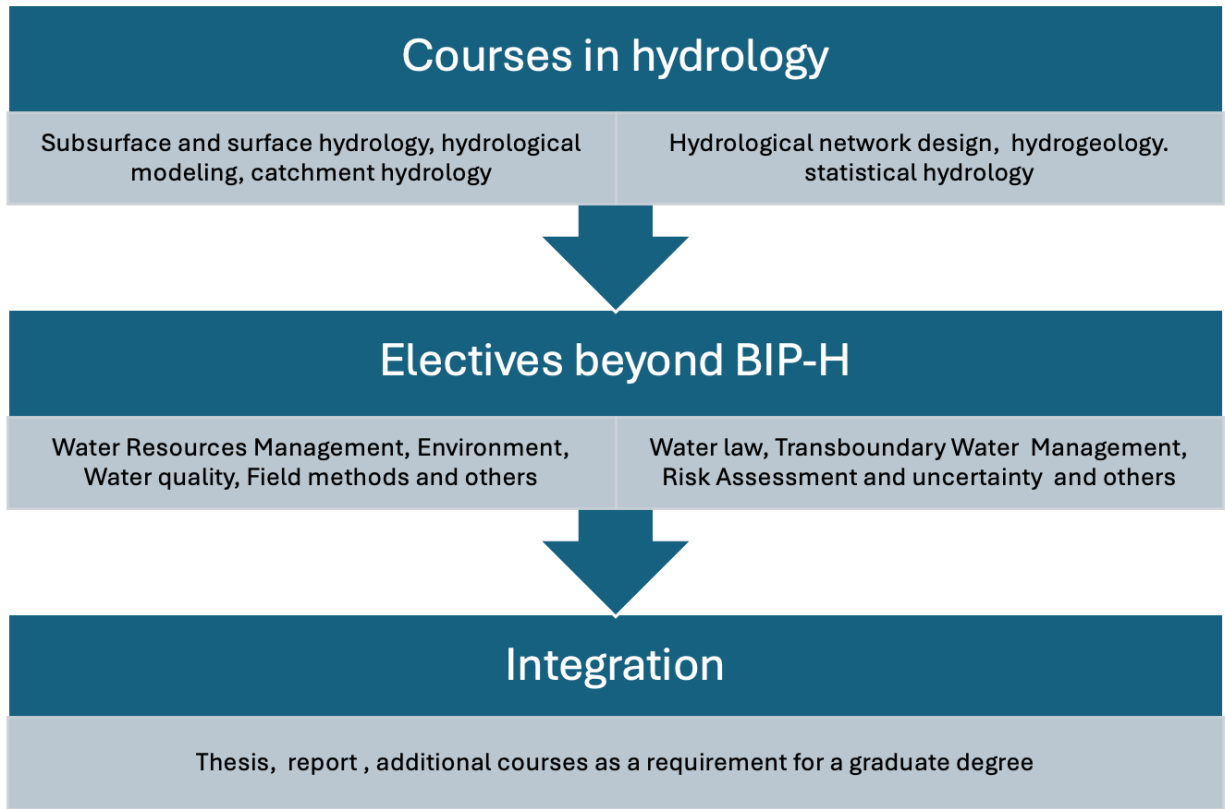 Courses in hydrology
Subsurface and surface hydrology, hydrological
modeling, catchment hydrology
Hydrological network design,  hydrogeology.
statistical hydrology
Electives beyond BIP-H
Water Resources Management, Environment,
Water quality, Field methods and others
Water law, Transboundary Water  Management,
Risk Assessment and uncertainty  and others
Integration
Thesis,  report , additional courses as a requirement for a graduate degree